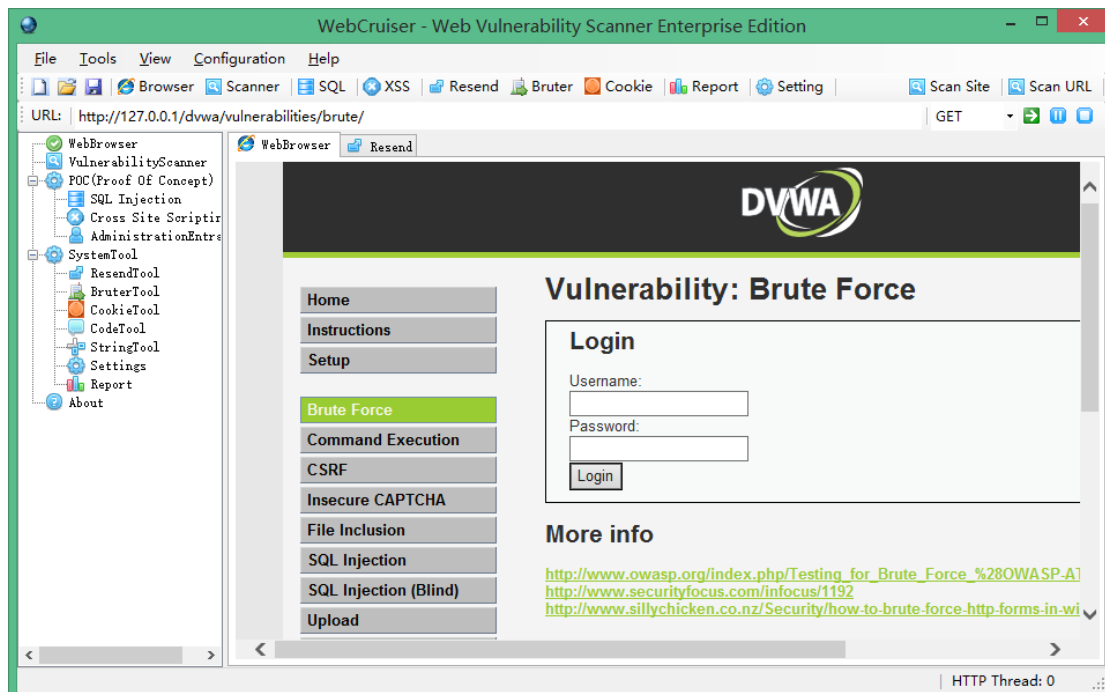 WebCruiser - Web Vulnerability Scanner Enterprise Edition
File Tools View Configuration Help
Browser Scanner SQL XSS Resend Bruter Cookie Report Setting Scan Site Scan URL
URL: http://127.0.0.1/dvwa/vulnerabilities/brute/ GET
WebBrowser
VulnerabilityScanner
POC(Proof Of Concept)
SQL Injection
Cross Site Scriptin
AdministrationEntra
SystemTool
ResendTool
BruterTool
CookieTool
CodeTool
StringTool
Settings
Report
About
WebBrowser Resend
DVWA
Home
Instructions
Setup
Brute Force
Command Execution
CSRF
Insecure CAPTCHA
File Inclusion
SQL Injection
SQL Injection (Blind)
Upload
Vulnerability: Brute Force
Login
Username:
Password:
Login
More info
http://www.owasp.org/index.php/Testing_for_Brute_Force_%28OWASP-AT
http://www.securityfocus.com/infocus/1192
http://www.sillychicken.co.nz/Security/how-to-brute-force-http-forms-in-wi
HTTP Thread: 0